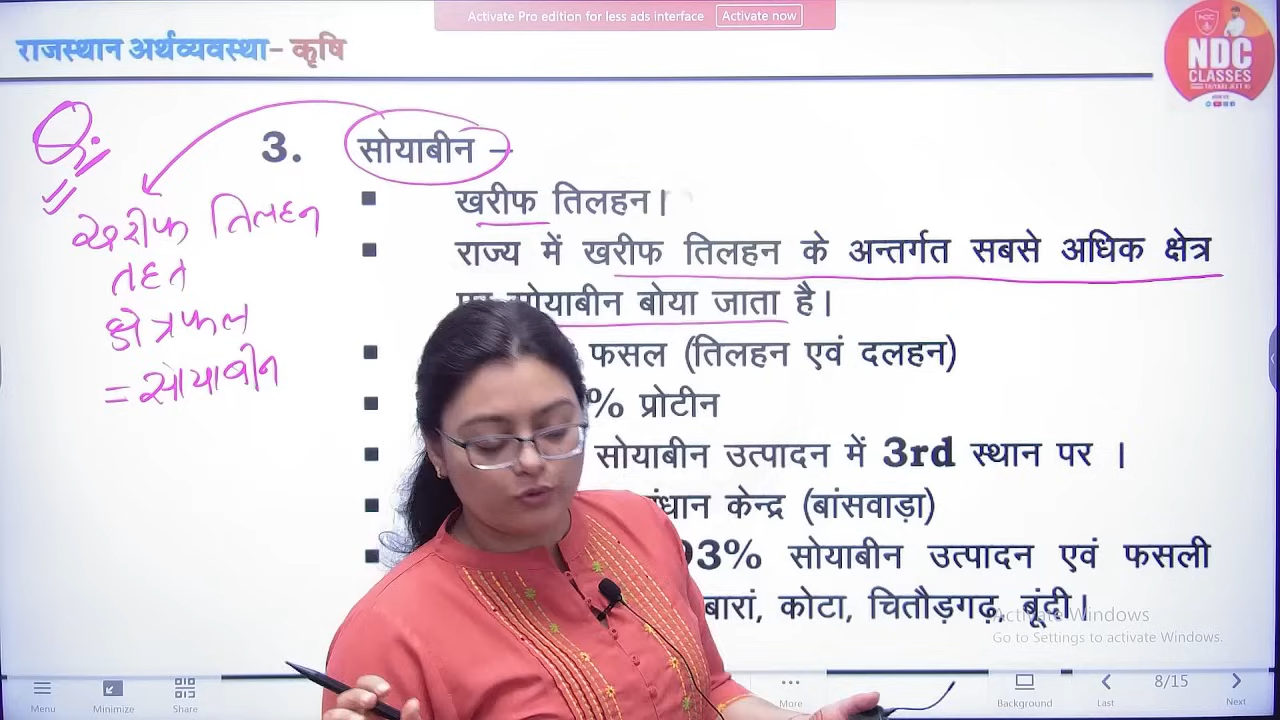 Activate Pro edition for less ads interface Activate now
राजस्थान अर्थव्यवस्था- कृषि
NCC
NDC
CLASSES
3. सोयाबीन -
खरीफ तिलहन।
राज्य में खरीफ तिलहन के अन्तर्गत सबसे अधिक क्षेत्र
सोयाबीन बोया जाता है।
फसल (तिलहन एवं दलहन)
% प्रोटीन
सोयाबीन उत्पादन में 3rd स्थान पर ।
केन्द्र (बांसवाड़ा)
93% सोयाबीन उत्पादन एवं फसली
बारां, कोटा, चितौड़गढ़, बूंदी।
Q.
खरीफ तिलहन
तहत
क्षेत्रफल
= सोयाबीन
Activate Windows
Go to Settings to activate Windows.
Menu Minimize Share More Background Last 8/15 Next